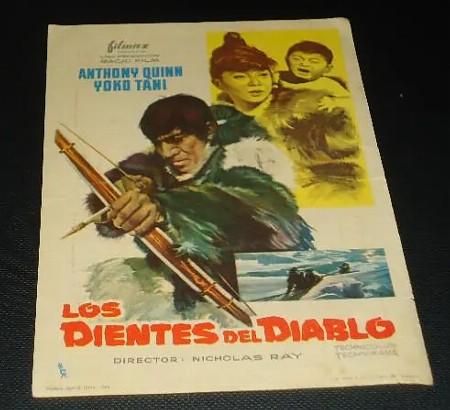 filmax
MAGIC FILM
ANTHONY QUINN
YOKO TANI
LOS
DIENTES DEL DIABLO
DIRECTOR: NICHOLAS RAY
TECHNICOLOR
TECHNIRAMA